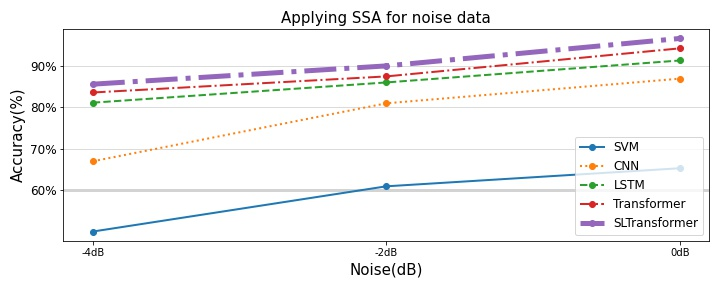 Applying SSA for noise data
Accuracy(%)
90%
80%
70%
60%
SVM
CNN
LSTM
Transformer
SLTransformer
-4dB
-2dB
0dB
Noise(dB)